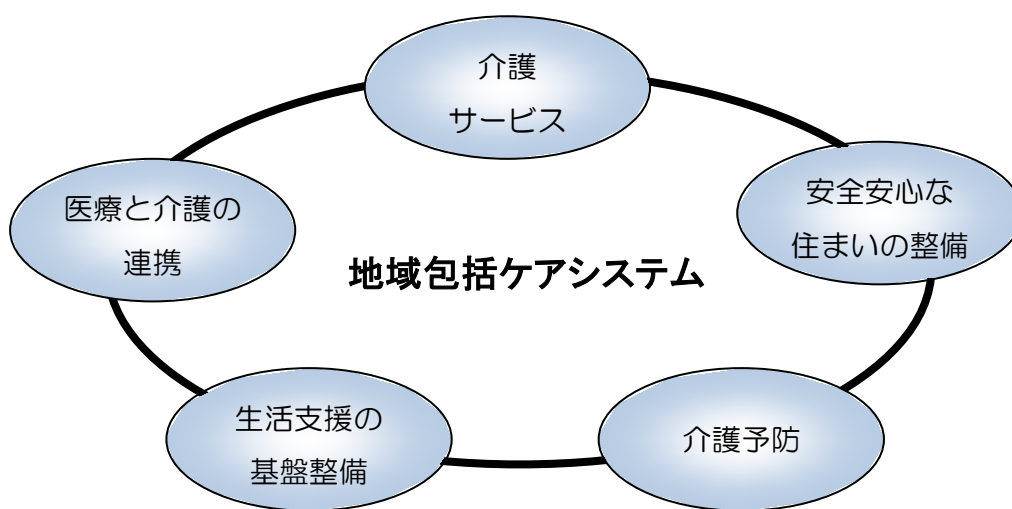 介護
サービス
医療と介護の
連携
安全安心な
住まいの整備
地域包括ケアシステム
生活支援の
基盤整備
介護予防